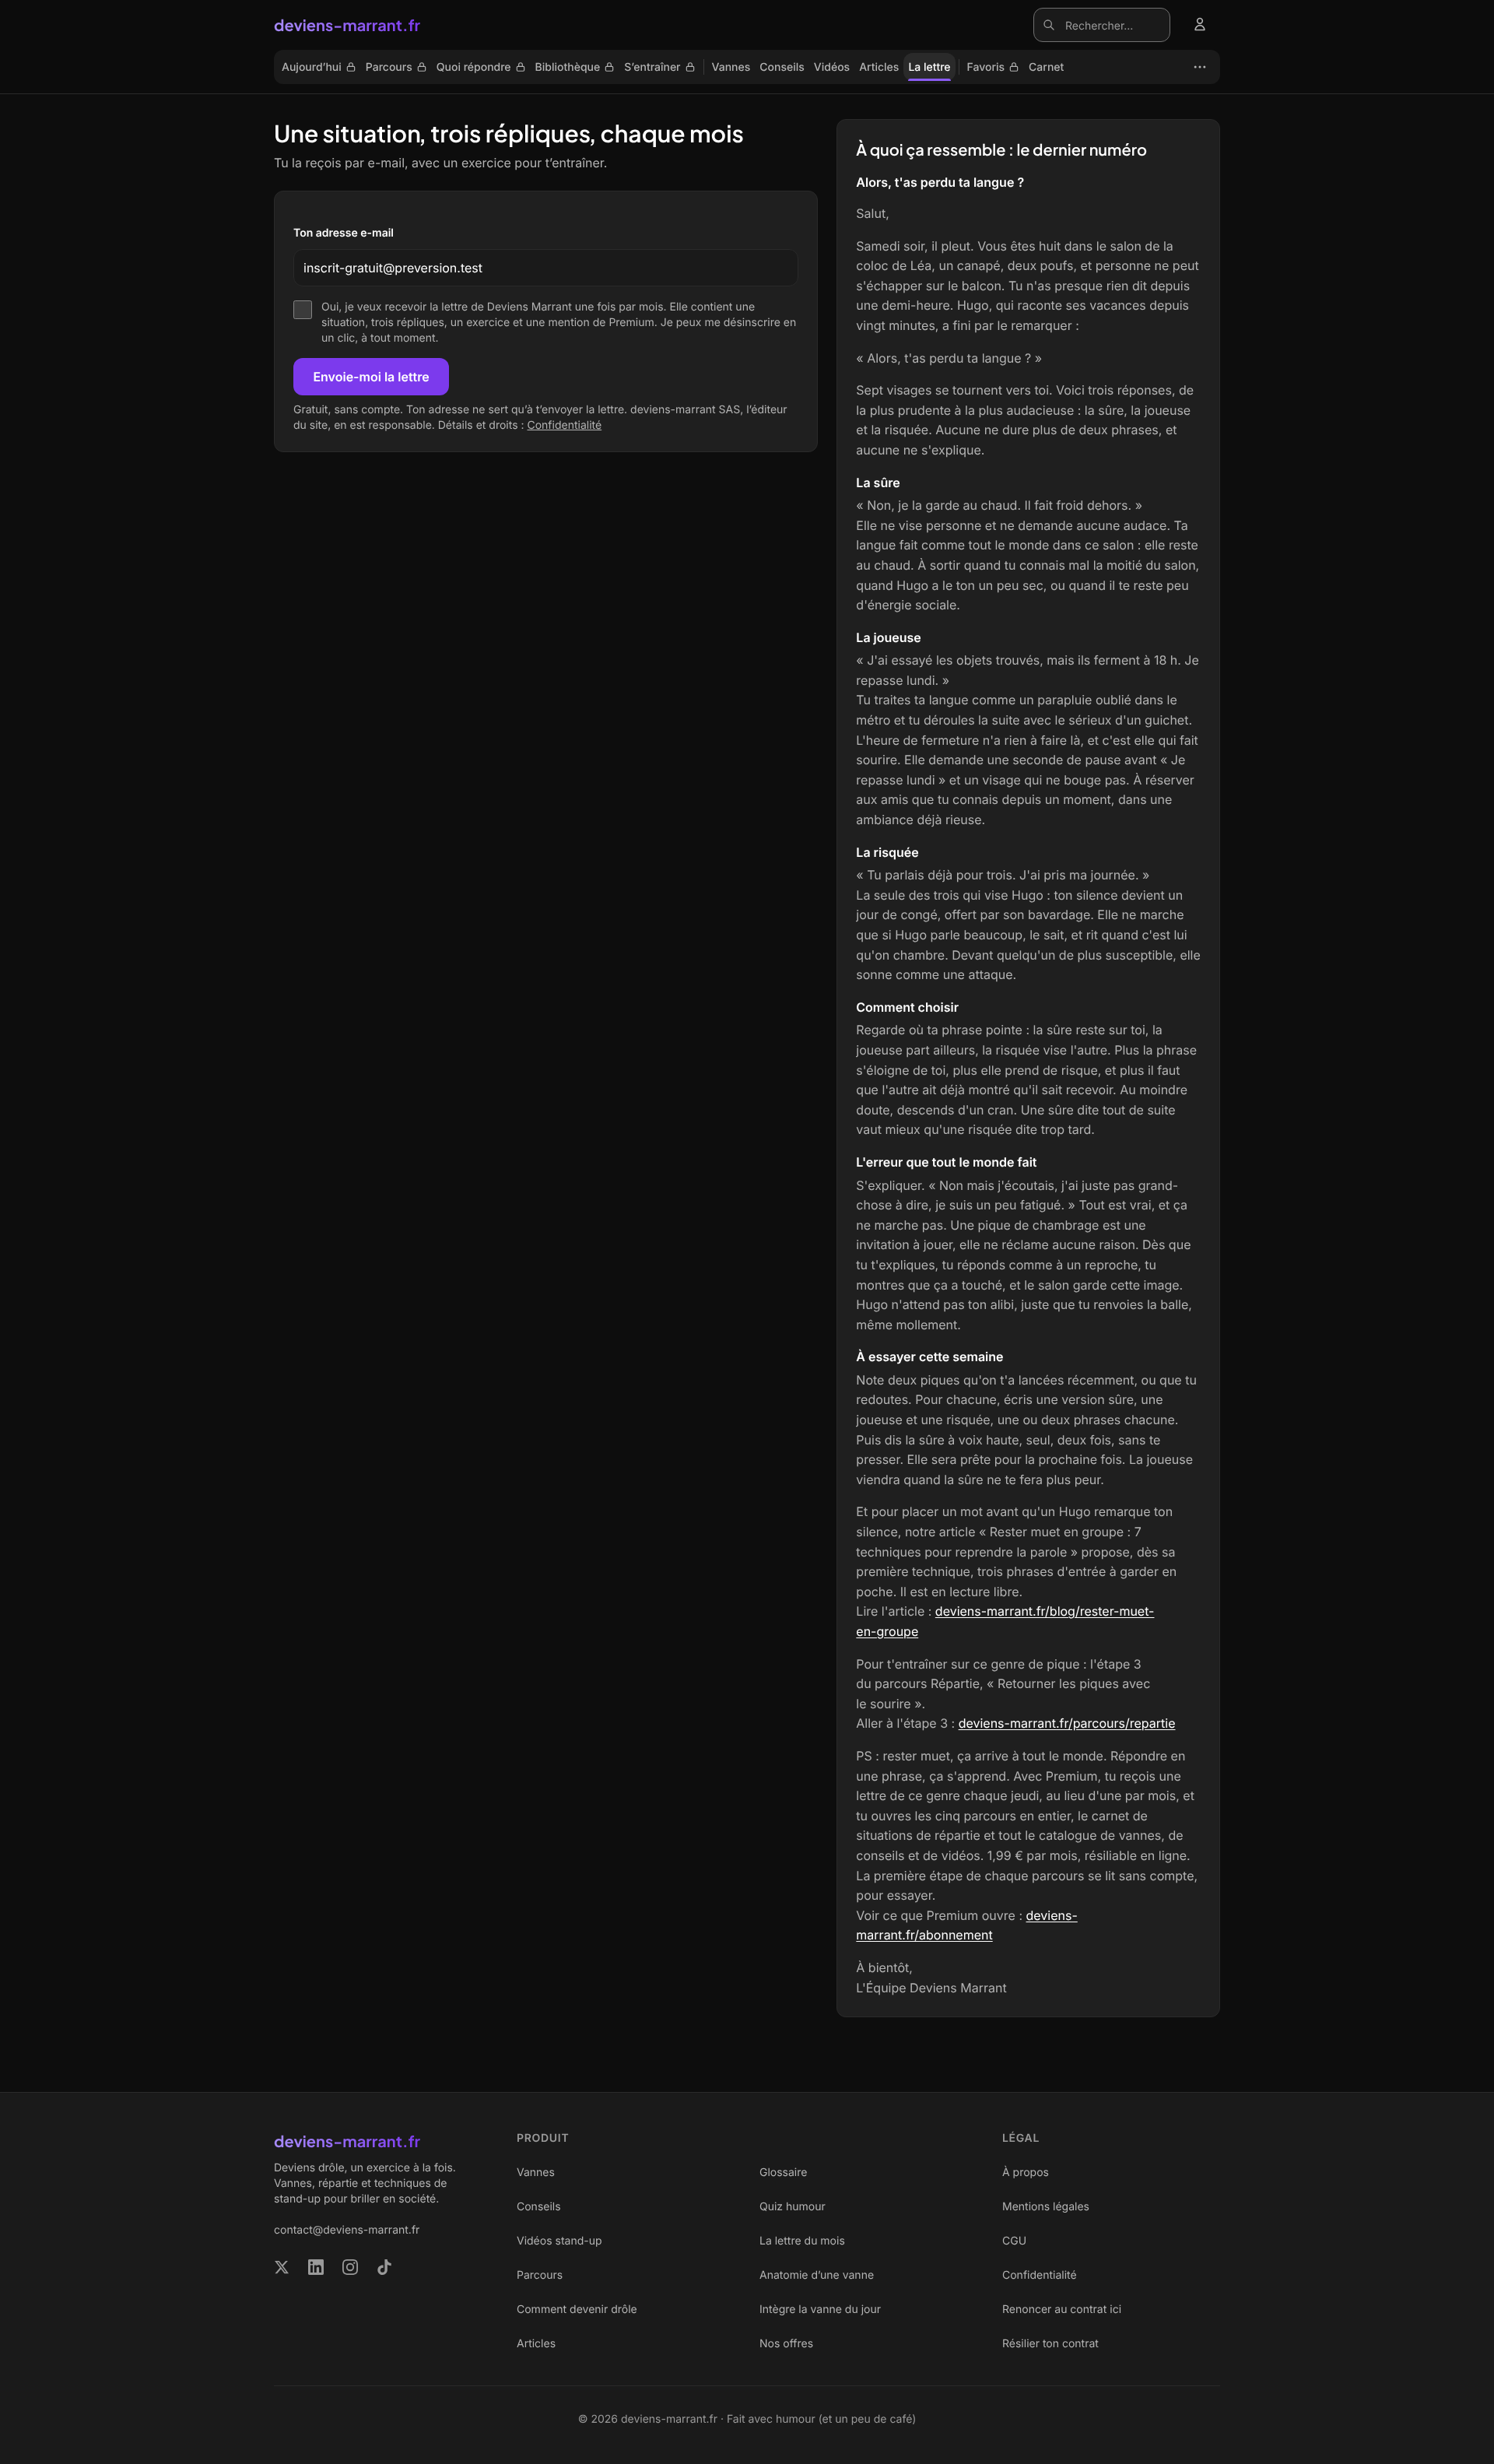 deviens-marrant.fr
Rechercher...
Aujourd’hui
Parcours
Quoi répondre
Bibliothèque
S’entraîner
Vannes
Conseils
Vidéos
Articles
La lettre
Favoris
Carnet
Une situation, trois répliques, chaque mois
Tu la reçois par e-mail, avec un exercice pour t’entraîner.
Ton adresse e-mail
inscrit-gratuit@preversion.test
Oui, je veux recevoir la lettre de Deviens Marrant une fois par mois. Elle contient une
situation, trois répliques, un exercice et une mention de Premium. Je peux me désinscrire en
un clic, à tout moment.
Envoie-moi la lettre
Gratuit, sans compte. Ton adresse ne sert qu’à t’envoyer la lettre. deviens-marrant SAS, l’éditeur
du site, en est responsable. Détails et droits : Confidentialité
À quoi ça ressemble : le dernier numéro
Alors, t'as perdu ta langue ?
Salut,
Samedi soir, il pleut. Vous êtes huit dans le salon de la
coloc de Léa, un canapé, deux poufs, et personne ne peut
s'échapper sur le balcon. Tu n'as presque rien dit depuis
une demi-heure. Hugo, qui raconte ses vacances depuis
vingt minutes, a fini par le remarquer :
« Alors, t'as perdu ta langue ? »
Sept visages se tournent vers toi. Voici trois réponses, de
la plus prudente à la plus audacieuse : la sûre, la joueuse
et la risquée. Aucune ne dure plus de deux phrases, et
aucune ne s'explique.
La sûre
« Non, je la garde au chaud. Il fait froid dehors. »
Elle ne vise personne et ne demande aucune audace. Ta
langue fait comme tout le monde dans ce salon : elle reste
au chaud. À sortir quand tu connais mal la moitié du salon,
quand Hugo a le ton un peu sec, ou quand il te reste peu
d'énergie sociale.
La joueuse
« J'ai essayé les objets trouvés, mais ils ferment à 18 h. Je
repasse lundi. »
Tu traites ta langue comme un parapluie oublié dans le
métro et tu déroules la suite avec le sérieux d'un guichet.
L'heure de fermeture n'a rien à faire là, et c'est elle qui fait
sourire. Elle demande une seconde de pause avant « Je
repasse lundi » et un visage qui ne bouge pas. À réserver
aux amis que tu connais depuis un moment, dans une
ambiance déjà rieuse.
La risquée
« Tu parlais déjà pour trois. J'ai pris ma journée. »
La seule des trois qui vise Hugo : ton silence devient un
jour de congé, offert par son bavardage. Elle ne marche
que si Hugo parle beaucoup, le sait, et rit quand c'est lui
qu'on chambre. Devant quelqu'un de plus susceptible, elle
sonne comme une attaque.
Comment choisir
Regarde où ta phrase pointe : la sûre reste sur toi, la
joueuse part ailleurs, la risquée vise l'autre. Plus la phrase
s'éloigne de toi, plus elle prend de risque, et plus il faut
que l'autre ait déjà montré qu'il sait recevoir. Au moindre
doute, descends d'un cran. Une sûre dite tout de suite
vaut mieux qu'une risquée dite trop tard.
L'erreur que tout le monde fait
S'expliquer. « Non mais j'écoutais, j'ai juste pas grand-
chose à dire, je suis un peu fatigué. » Tout est vrai, et ça
ne marche pas. Une pique de chambrage est une
invitation à jouer, elle ne réclame aucune raison. Dès que
tu t'expliques, tu réponds comme à un reproche, tu
montres que ça a touché, et le salon garde cette image.
Hugo n'attend pas ton alibi, juste que tu renvoies la balle,
même mollement.
À essayer cette semaine
Note deux piques qu'on t'a lancées récemment, ou que tu
redoutes. Pour chacune, écris une version sûre, une
joueuse et une risquée, une ou deux phrases chacune.
Puis dis la sûre à voix haute, seul, deux fois, sans te
presser. Elle sera prête pour la prochaine fois. La joueuse
viendra quand la sûre ne te fera plus peur.
Et pour placer un mot avant qu'un Hugo remarque ton
silence, notre article « Rester muet en groupe : 7
techniques pour reprendre la parole » propose, dès sa
première technique, trois phrases d'entrée à garder en
poche. Il est en lecture libre.
Lire l'article : deviens-marrant.fr/blog/rester-muet-
en-groupe
Pour t'entraîner sur ce genre de pique : l'étape 3
du parcours Répartie, « Retourner les piques avec
le sourire ».
Aller à l'étape 3 : deviens-marrant.fr/parcours/repartie
PS : rester muet, ça arrive à tout le monde. Répondre en
une phrase, ça s'apprend. Avec Premium, tu reçois une
lettre de ce genre chaque jeudi, au lieu d'une par mois, et
tu ouvres les cinq parcours en entier, le carnet de
situations de répartie et tout le catalogue de vannes, de
conseils et de vidéos. 1,99 € par mois, résiliable en ligne.
La première étape de chaque parcours se lit sans compte,
pour essayer.
Voir ce que Premium ouvre : deviens-
marrant.fr/abonnement
À bientôt,
L'Équipe Deviens Marrant
deviens-marrant.fr
Deviens drôle, un exercice à la fois.
Vannes, répartie et techniques de
stand-up pour briller en société.
contact@deviens-marrant.fr
PRODUIT
Vannes
Conseils
Vidéos stand-up
Parcours
Comment devenir drôle
Articles
Glossaire
Quiz humour
La lettre du mois
Anatomie d’une vanne
Intègre la vanne du jour
Nos offres
LÉGAL
À propos
Mentions légales
CGU
Confidentialité
Renoncer au contrat ici
Résilier ton contrat
© 2026 deviens-marrant.fr · Fait avec humour (et un peu de café)